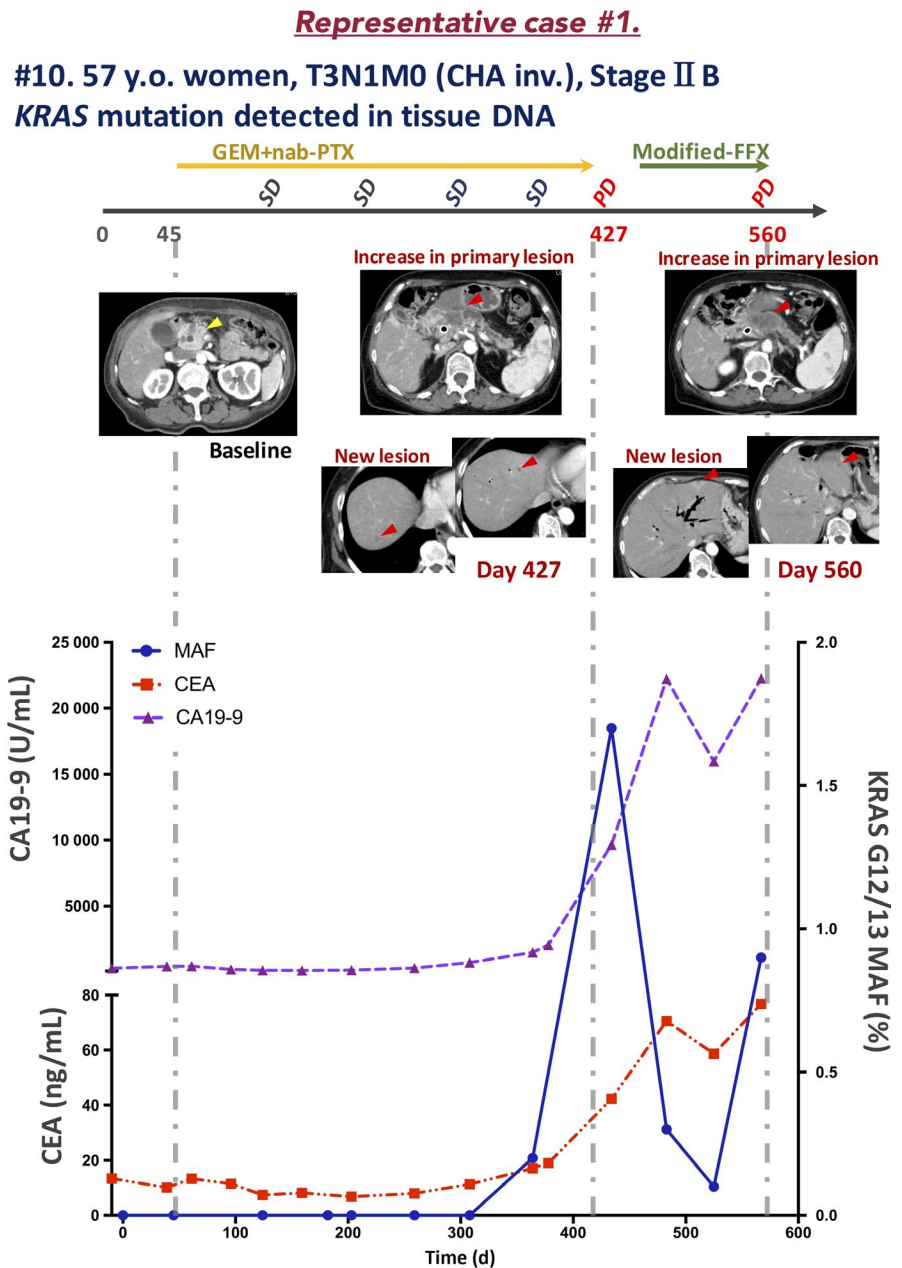 Representative case #1.
#10. 57 y.o. women, T3N1M0 (CHA inv.), Stage Ⅱ B
KRAS mutation detected in tissue DNA
GEM+nab-PTX
Modified-FFX
SD
SD
SD
SD
PD
PD
0
45
427
560
Increase in primary lesion
Increase in primary lesion
Baseline
New lesion
New lesion
Day 427
Day 560
MAF
CEA
CA19-9
CA19-9 (U/mL)
25 000
20 000
15 000
10 000
5000
CEA (ng/mL)
80
60
40
20
0
KRAS G12/13 MAF (%)
2.0
1.5
1.0
0.5
0.0
0
100
200
300
400
500
600
Time (d)